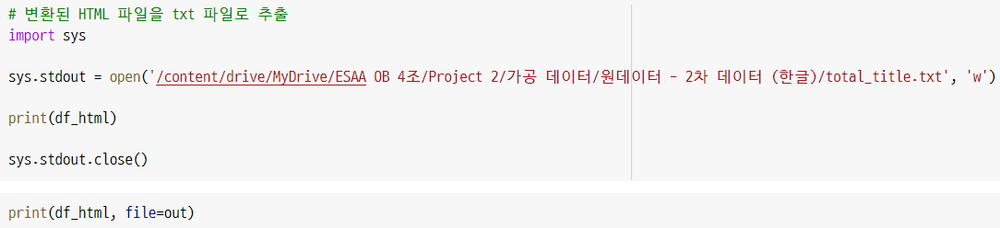 # 변환된 HTML 파일을 txt 파일로 추출
import sys
sys.stdout = open('/content/drive/MyDrive/ESAA OB 4조/Project 2/가공 데이터/원데이터 - 2차 데이터 (한글)/total_title.txt', 'w')
print(df_html)
sys.stdout.close()
print(df_html, file=out)